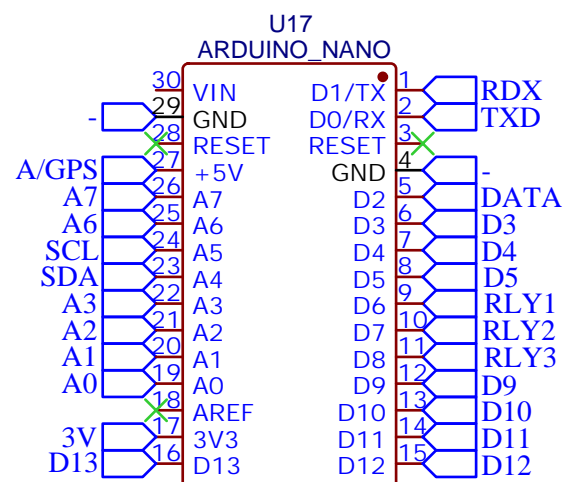 U17
ARDUINO_NANO
30 VIN D1/TX 1 RDX
- 29 GND D0/RX 2 TXD
28 RESET RESET 3
A/GPS 27 +5V GND 4 -
A7 26 A7 D2 5 DATA
A6 25 A6 D3 6 D3
SCL 24 A5 D4 7 D4
SDA 23 A4 D5 8 D5
A3 22 A3 D6 9 RLY1
A2 21 A2 D7 10 RLY2
A1 20 A1 D8 11 RLY3
A0 19 A0 D9 12 D9
18 AREF D10 13 D10
3V 17 3V3 D11 14 D11
D13 16 D13 D12 15 D12